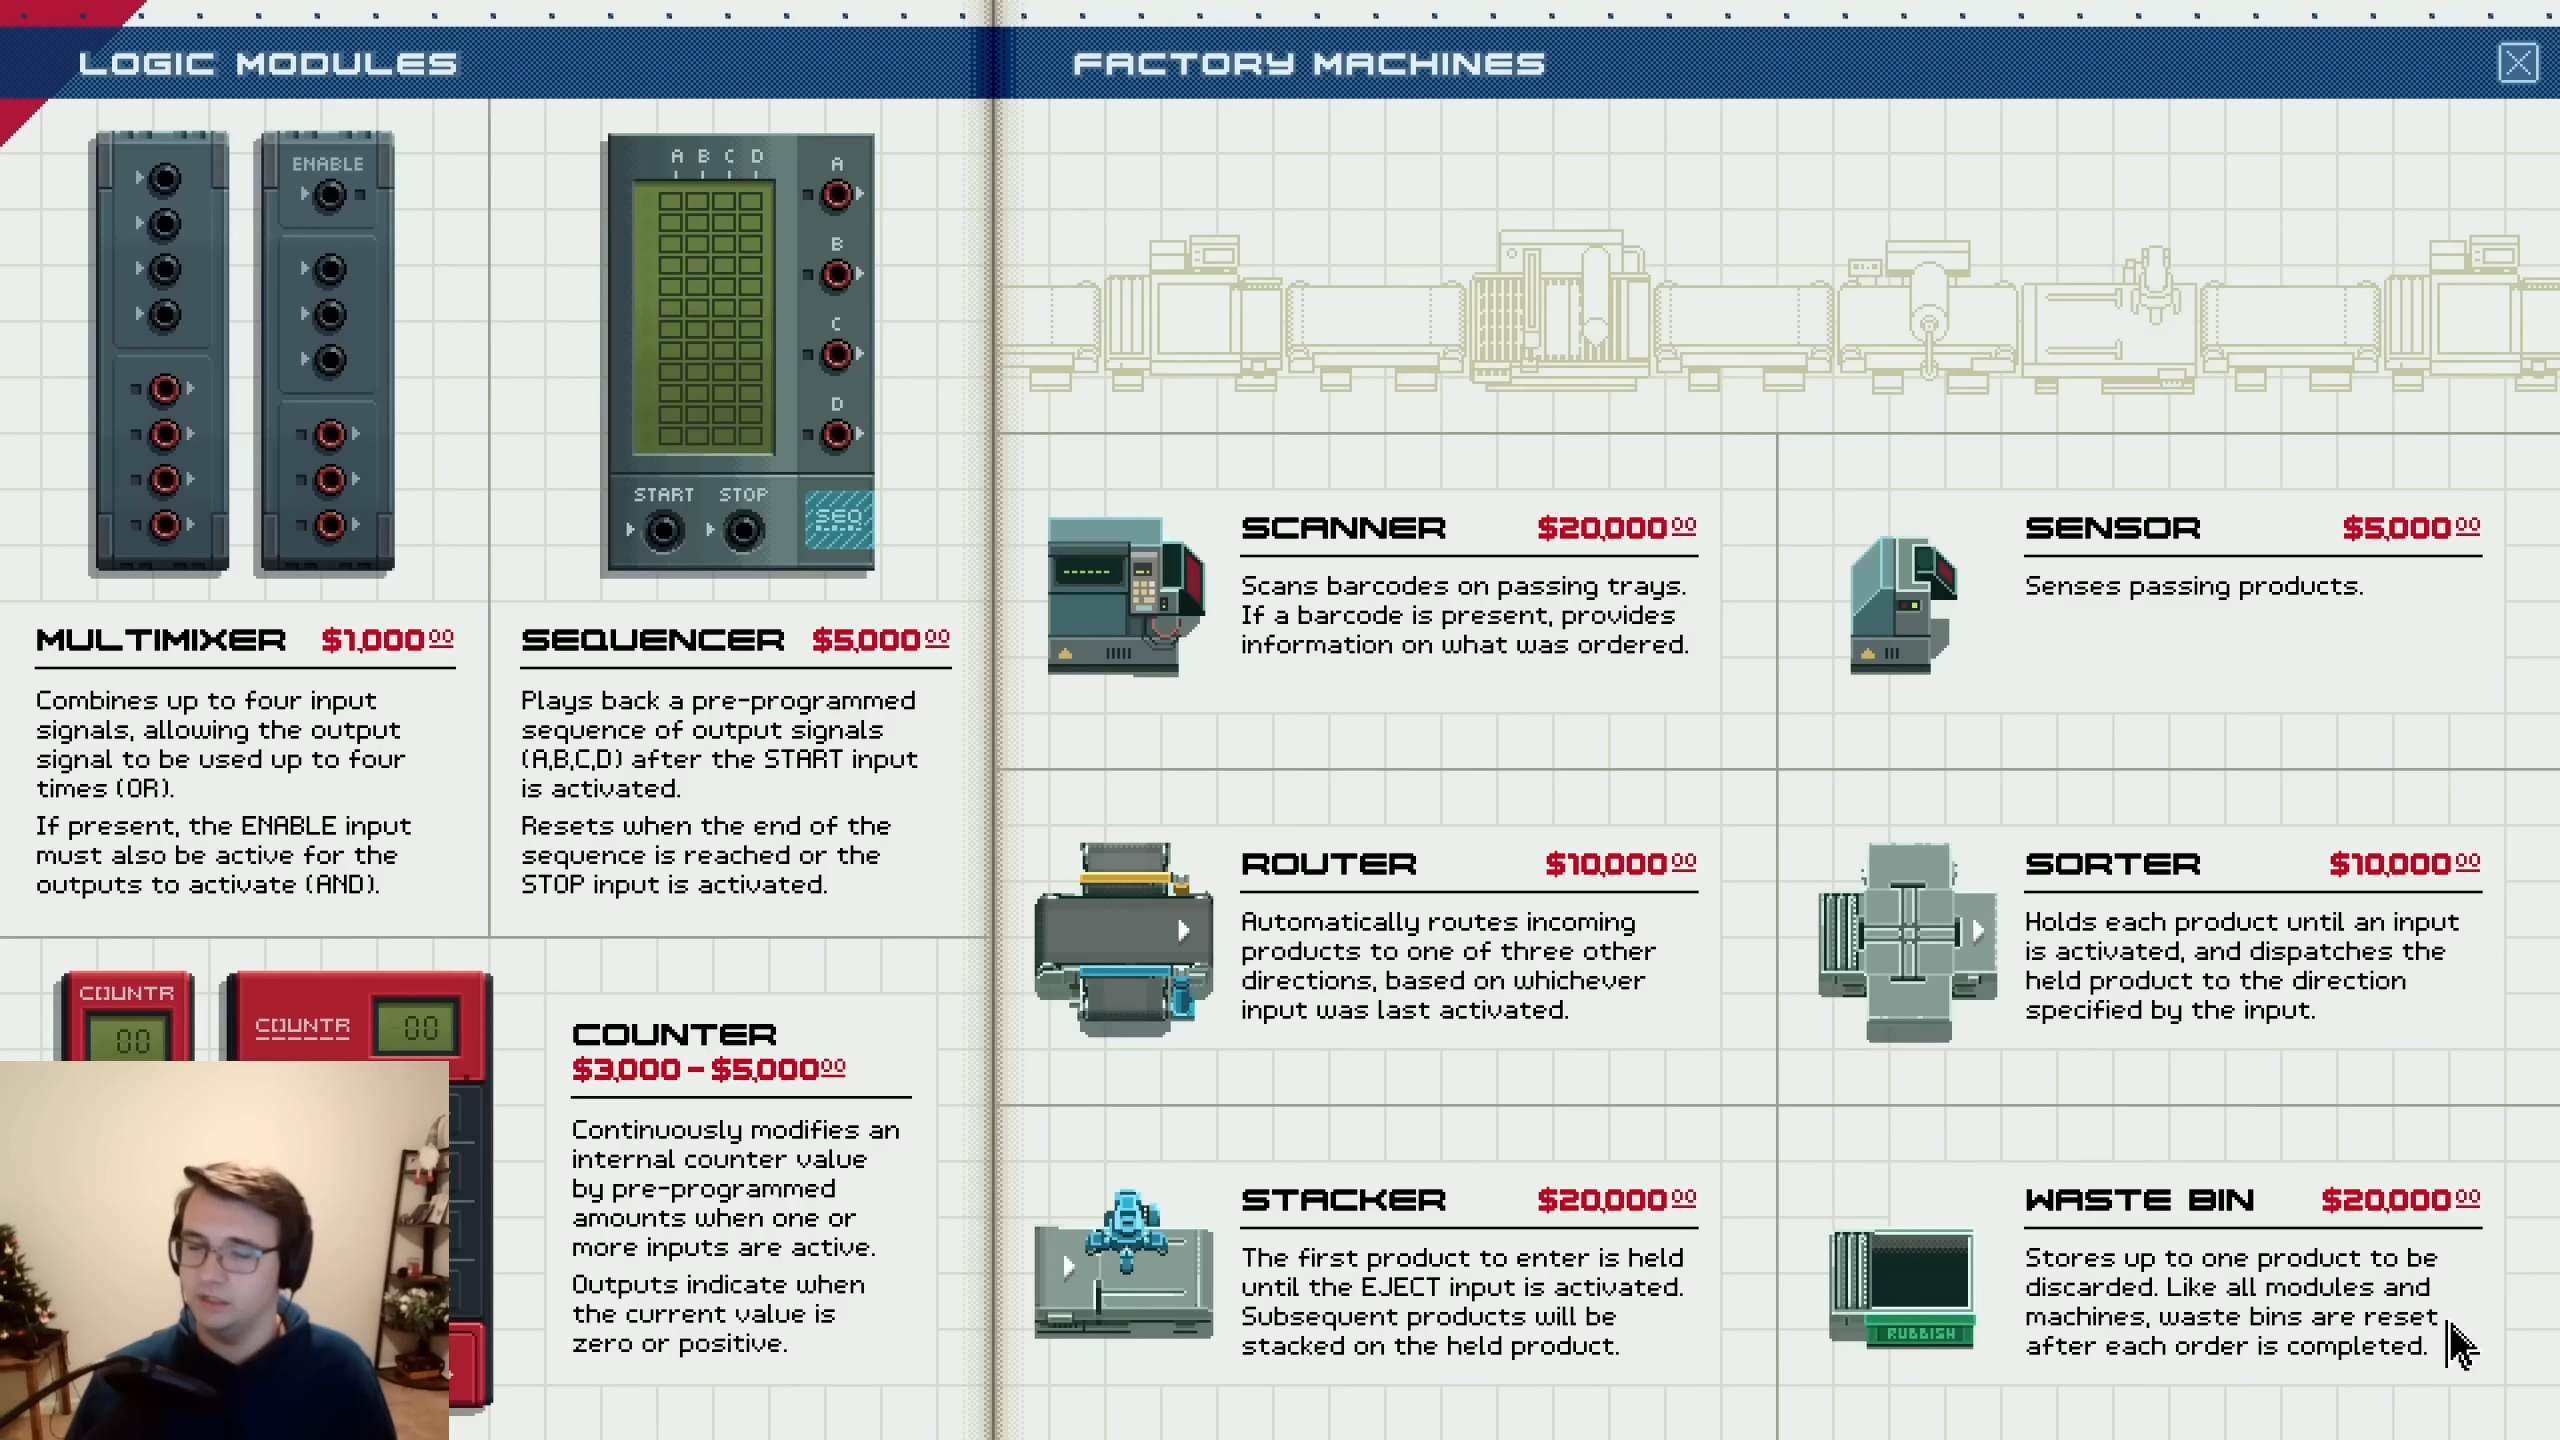 LOGIC MODULES
ENABLE
A B C D
A
B
C
D
START STOP
SEQ
MULTIMIXER $1,000 00
Combines up to four input
signals, allowing the output
signal to be used up to four
times (OR).
If present, the ENABLE input
must also be active for the
outputs to activate (AND).
SEQUENCER $5,000 00
Plays back a pre-programmed
sequence of output signals
(A,B,C,D) after the START input
is activated.
Resets when the end of the
sequence is reached or the
STOP input is activated.
COUNTR
00
COUNTR
00
COUNTER
$3,000 - $5,000 00
Continuously modifies an
internal counter value
by pre-programmed
amounts when one or
more inputs are active.
Outputs indicate when
the current value is
zero or positive.
FACTORY MACHINES
SCANNER $20,000 00
Scans barcodes on passing trays.
If a barcode is present, provides
information on what was ordered.
SENSOR $5,000 00
Senses passing products.
ROUTER $10,000 00
Automatically routes incoming
products to one of three other
directions, based on whichever
input was last activated.
SORTER $10,000 00
Holds each product until an input
is activated, and dispatches the
held product to the direction
specified by the input.
STACKER $20,000 00
The first product to enter is held
until the EJECT input is activated.
Subsequent products will be
stacked on the held product.
RUBBISH
WASTE BIN $20,000 00
Stores up to one product to be
discarded. Like all modules and
machines, waste bins are reset
after each order is completed.